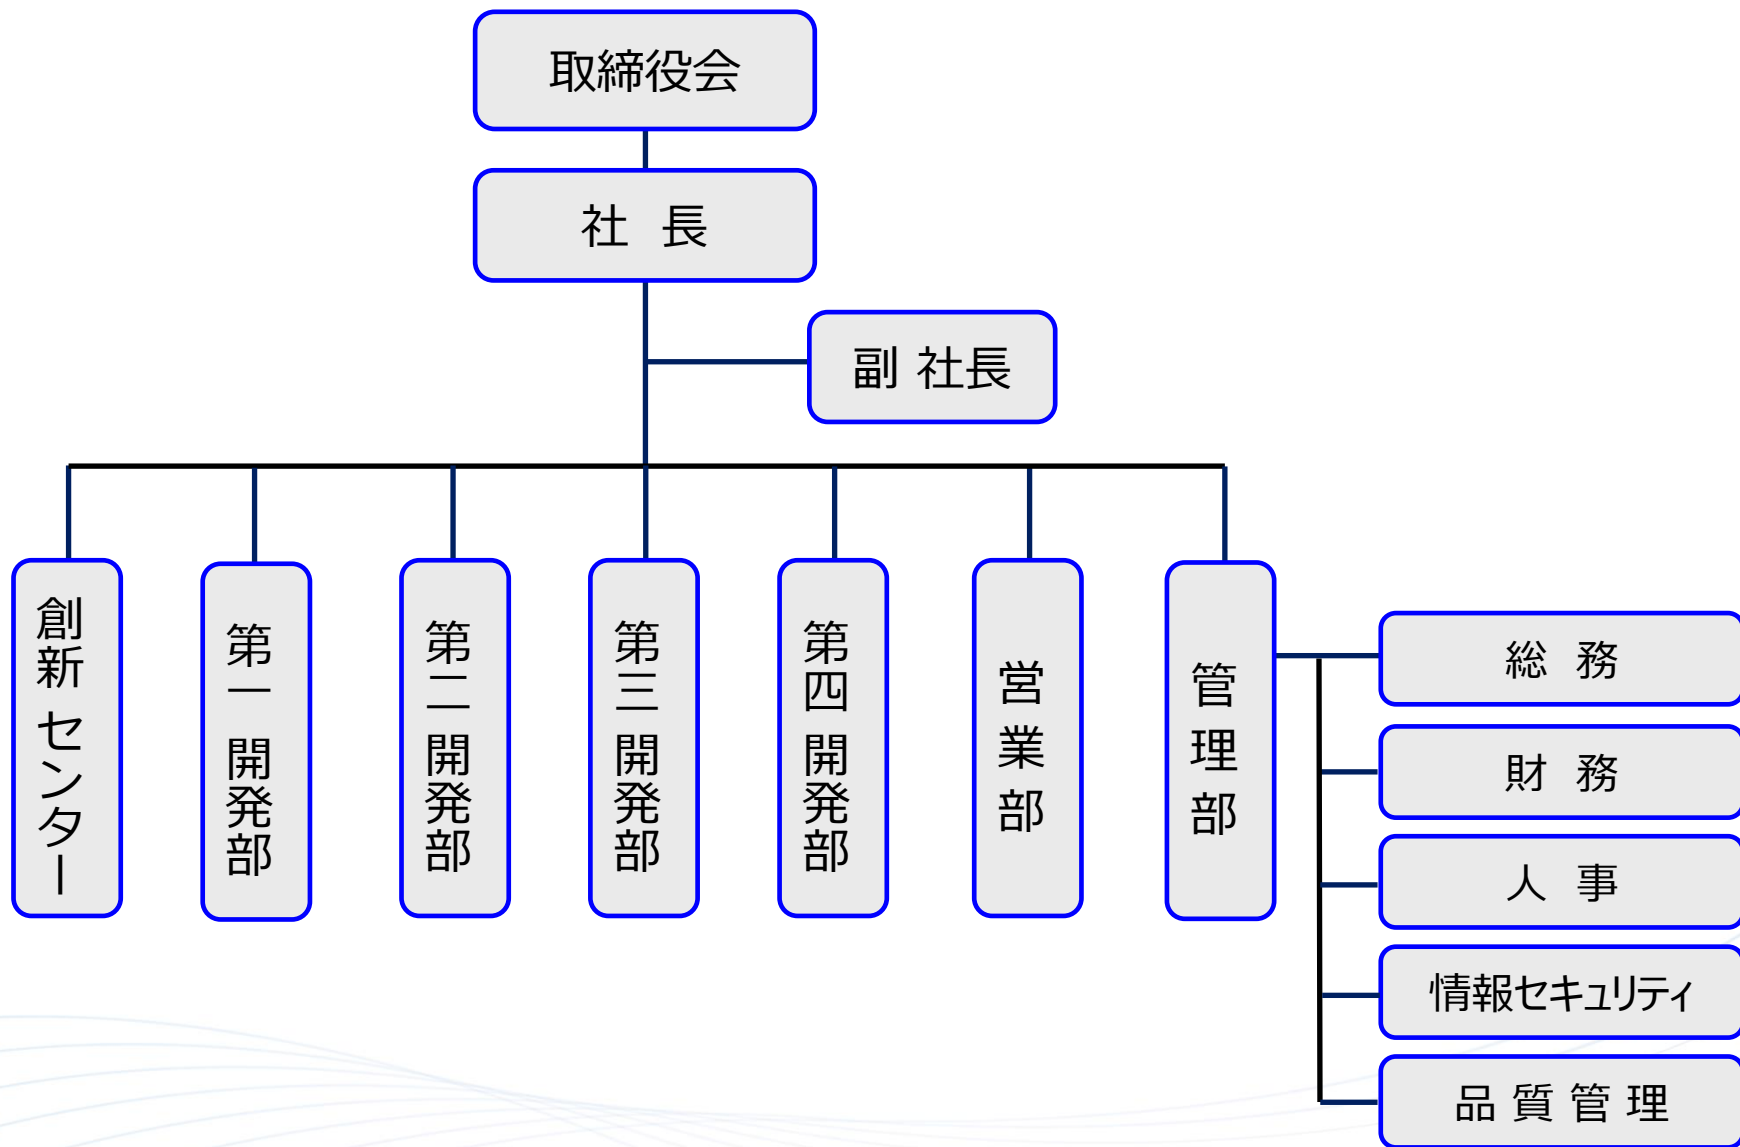 取締役会
社 長
副 社長
創新 センター
第一 開発部
第二 開発部
第三 開発部
第四 開発部
営業部
管理部
総 務
財 務
人 事
情報セキュリティ
品 質 管 理